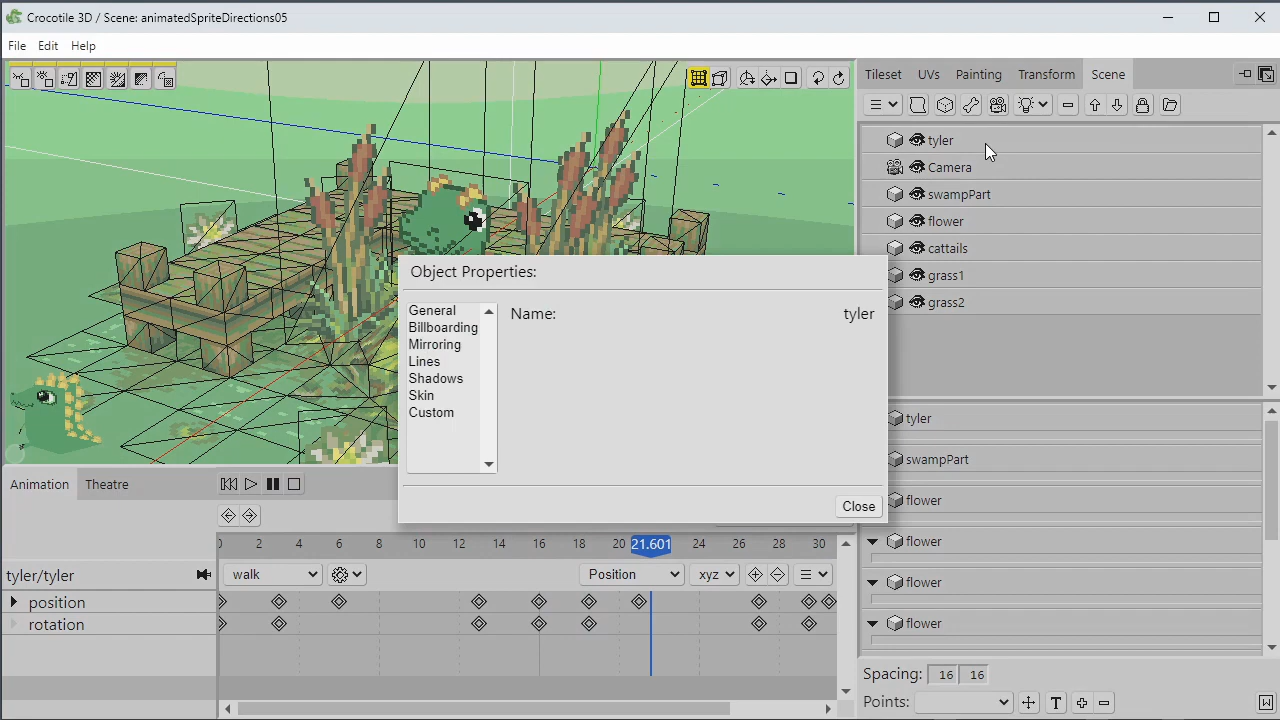 Crocotile 3D / Scene: animatedSpriteDirections05
File Edit Help
Tileset UVs Painting Transform Scene
tyler
Camera
swampPart
flower
cattails
grass1
grass2
Object Properties:
General
Billboarding
Mirroring
Lines
Shadows
Skin
Custom
Name: tyler
Close
tyler
swampPart
flower
flower
flower
flower
Spacing: 16 16
Points:
Animation Theatre
2 4 6 8 10 12 14 16 18 20 21.601 24 26 28 30
tyler/tyler walk Position xyz
position
rotation